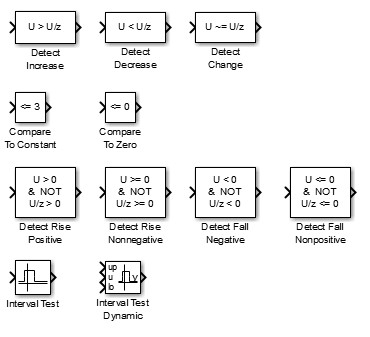 U > U/z
U < U/z
U ~= U/z
Detect
Increase
Detect
Decrease
Detect
Change
<= 3
<= 0
Compare
To Constant
Compare
To Zero
U > 0
& NOT
U/z > 0
U >= 0
& NOT
U/z >= 0
U < 0
& NOT
U/z < 0
U <= 0
& NOT
U/z <= 0
Detect Rise
Positive
Detect Rise
Nonnegative
Detect Fall
Negative
Detect Fall
Nonpositive
up
u
lo
y
Interval Test
Interval Test
Dynamic